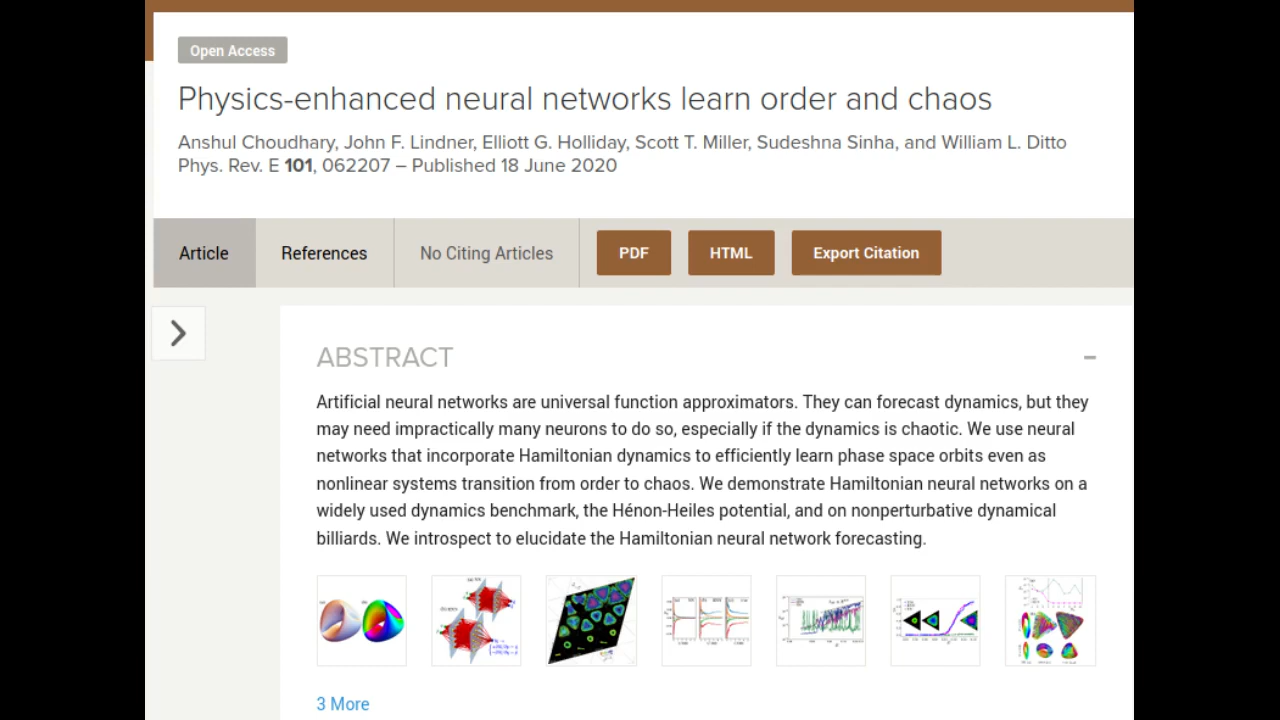 Open Access
Physics-enhanced neural networks learn order and chaos
Anshul Choudhary, John F. Lindner, Elliott G. Holliday, Scott T. Miller, Sudeshna Sinha, and William L. Ditto
Phys. Rev. E 101, 062207 – Published 18 June 2020
Article References No Citing Articles PDF HTML Export Citation
ABSTRACT
Artificial neural networks are universal function approximators. They can forecast dynamics, but they
may need impractically many neurons to do so, especially if the dynamics is chaotic. We use neural
networks that incorporate Hamiltonian dynamics to efficiently learn phase space orbits even as
nonlinear systems transition from order to chaos. We demonstrate Hamiltonian neural networks on a
widely used dynamics benchmark, the Hénon-Heiles potential, and on nonperturbative dynamical
billiards. We introspect to elucidate the Hamiltonian neural network forecasting.
3 More